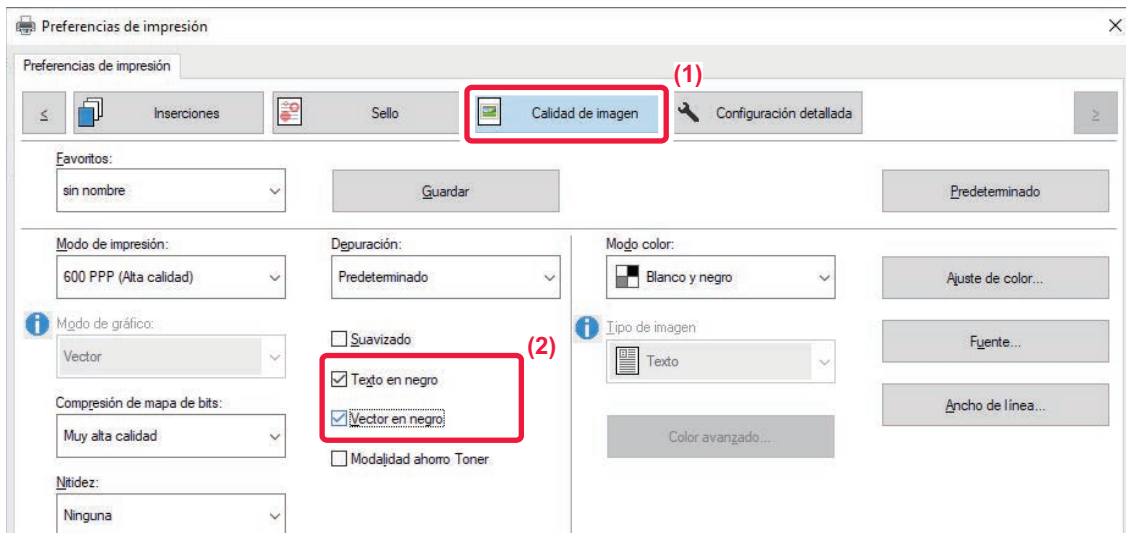 Preferencias de impresión
Preferencias de impresión
(1)
≤ Inserciones Sello Calidad de imagen Configuración detallada ≥
Favoritos:
sin nombre Guardar Predeterminado
Modo de impresión: Depuración: Modo color:
600 PPP (Alta calidad) Predeterminado Blanco y negro Ajuste de color...
Modo de gráfico: Tipo de imagen
Suavizado Fuente...
Vector (2) Texto
Texto en negro
Compresión de mapa de bits: Ancho de línea...
Vector en negro
Muy alta calidad Color avanzado...
Modalidad ahorro Toner
Nitidez:
Ninguna